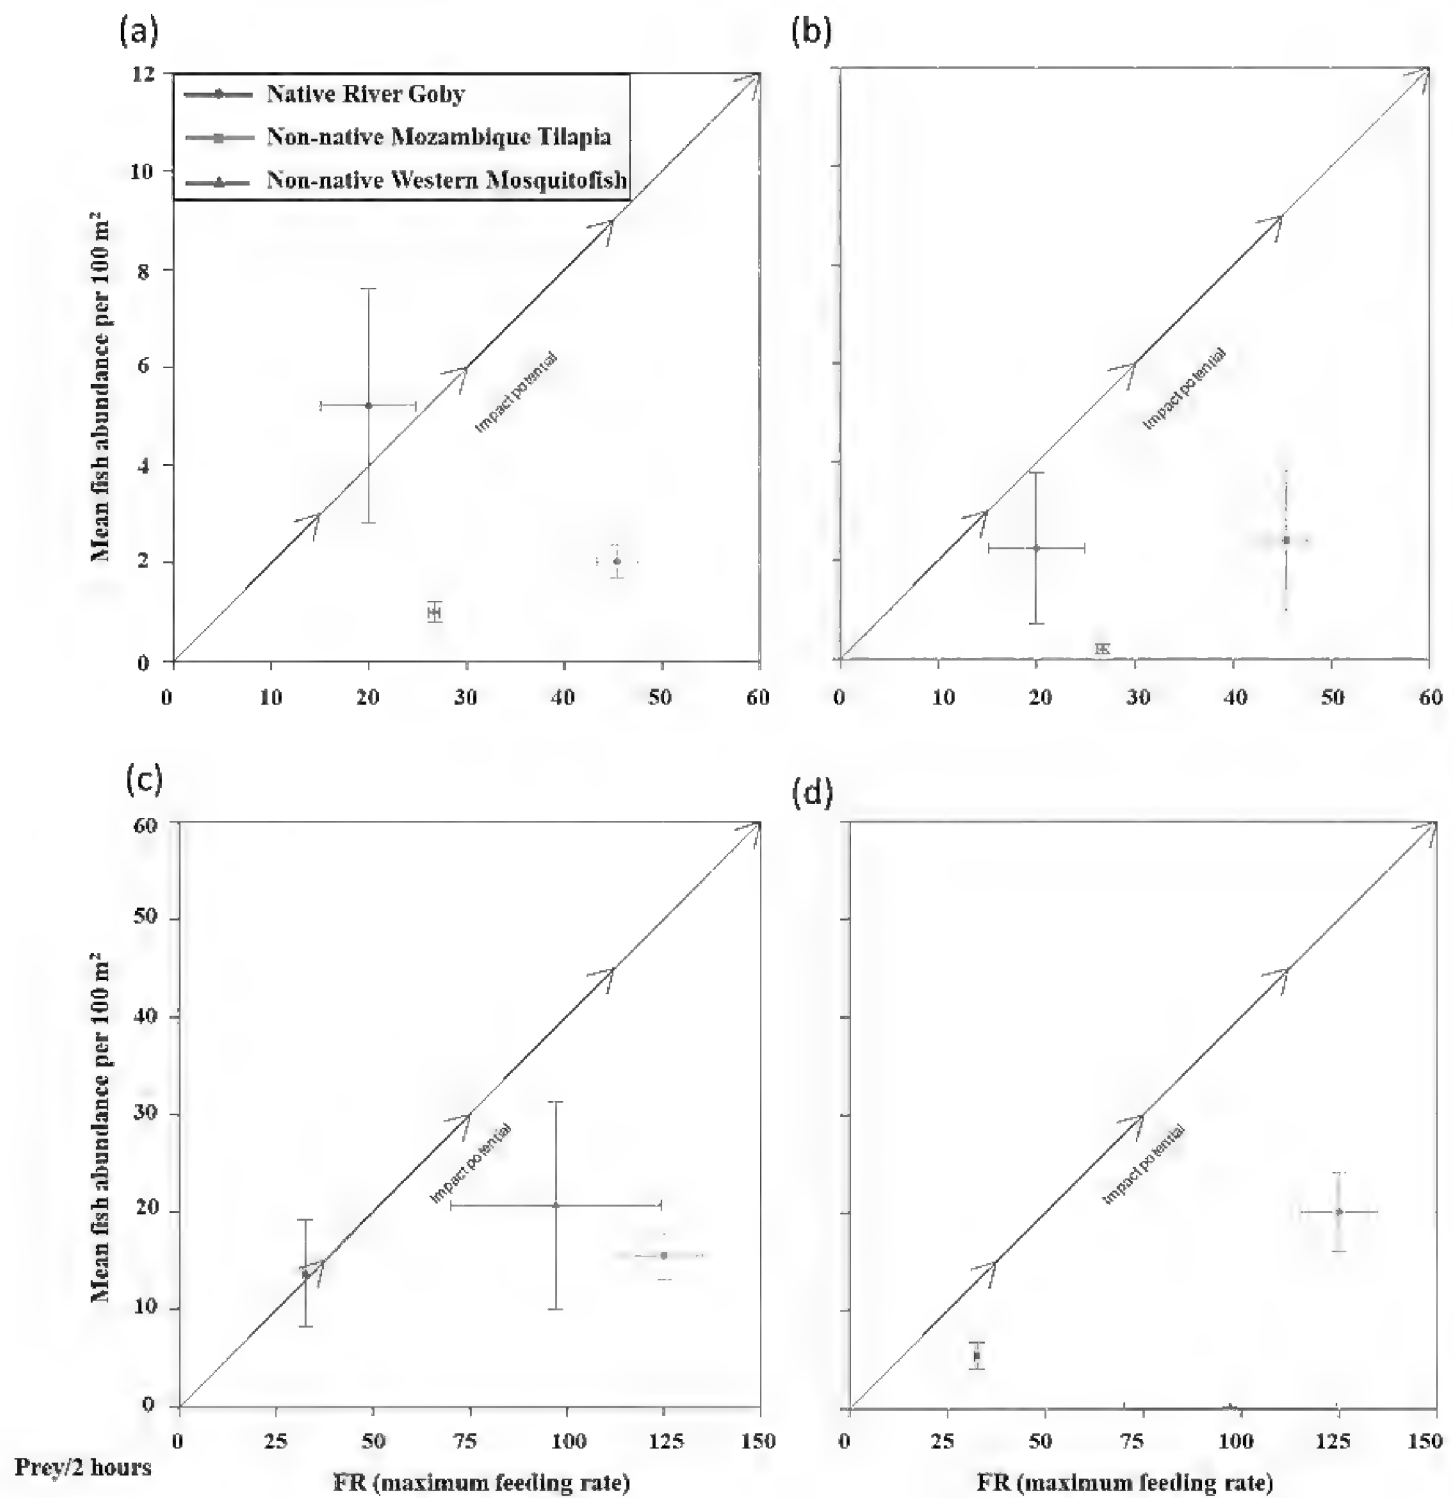 (a)
(b)
Native River Goby
Non-native Mozambique Tilapia
Non-native Western Mosquitofish
Mean fish abundance per 100 m²
12
10
8
6
4
2
0
Impact potential
Impact potential
0 10 20 30 40 50 60
0 10 20 30 40 50 60
(c)
(d)
Mean fish abundance per 100 m²
60
50
40
30
20
10
0
Impact potential
Impact potential
0 25 50 75 100 125 150
0 25 50 75 100 125 150
Prey/2 hours
FR (maximum feeding rate)
FR (maximum feeding rate)